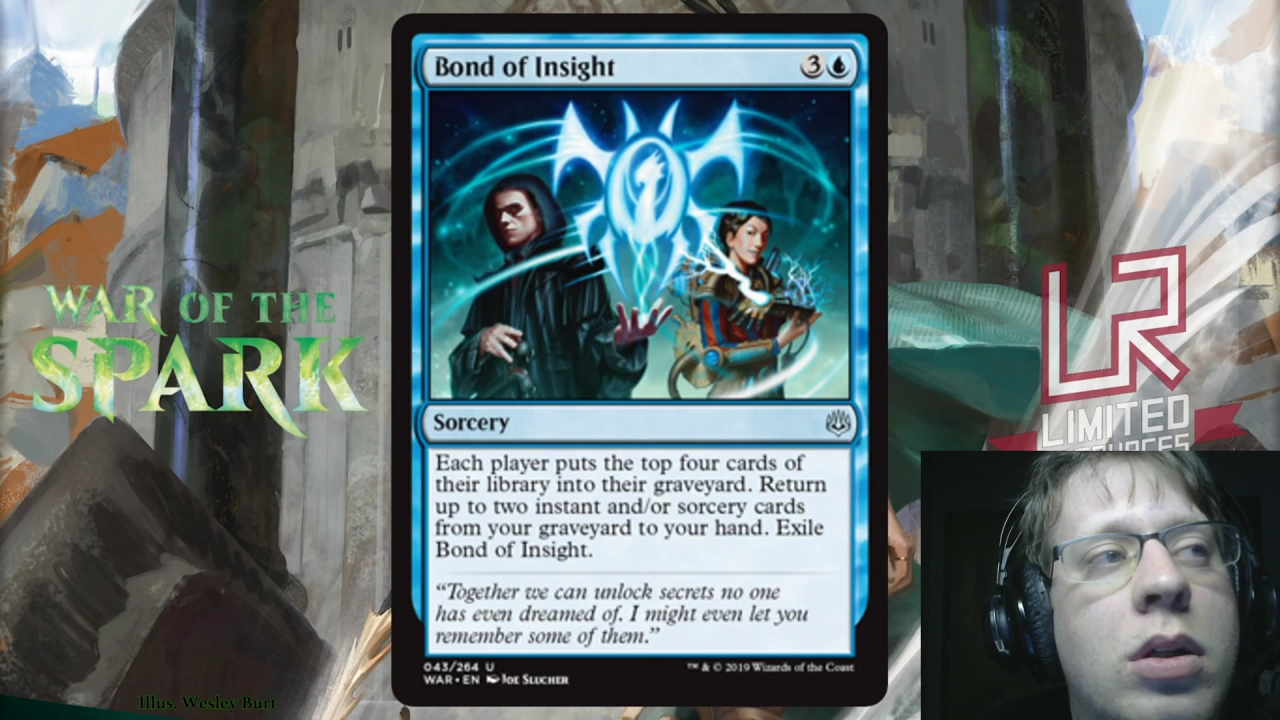 Bond of Insight 3
WAR OF THE
SPARK
LR
LIMITED
RESOURCES
Sorcery
Each player puts the top four cards of
their library into their graveyard. Return
up to two instant and/or sorcery cards
from your graveyard to your hand. Exile
Bond of Insight.
“Together we can unlock secrets no one
has even dreamed of. I might even let you
remember some of them.”
043/264 U
WAR • EN Joe Slucher
™ & © 2019 Wizards of the Coast
Illus. Wesley Burt